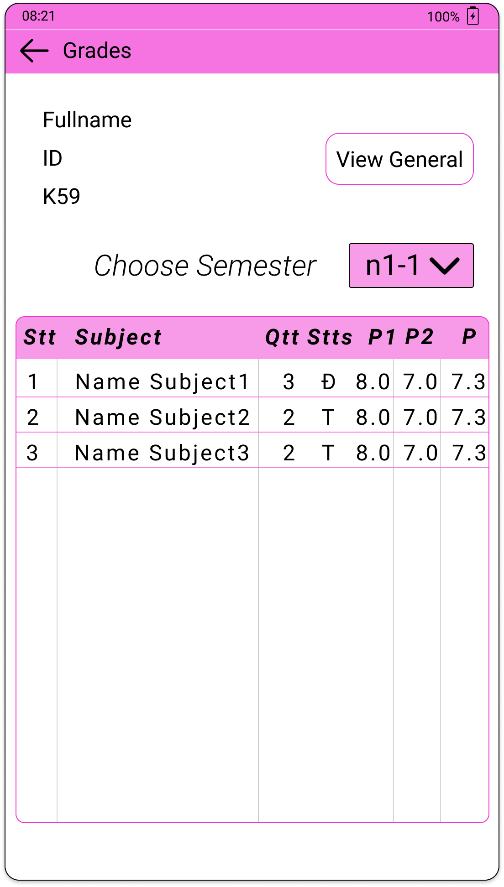 08:21 100%
Grades
Fullname
ID
View General
K59
Choose Semester n1-1
Stt Subject Qtt Stts P1 P2 P
1 Name Subject1 3 Đ 8.0 7.0 7.3
2 Name Subject2 2 T 8.0 7.0 7.3
3 Name Subject3 2 T 8.0 7.0 7.3